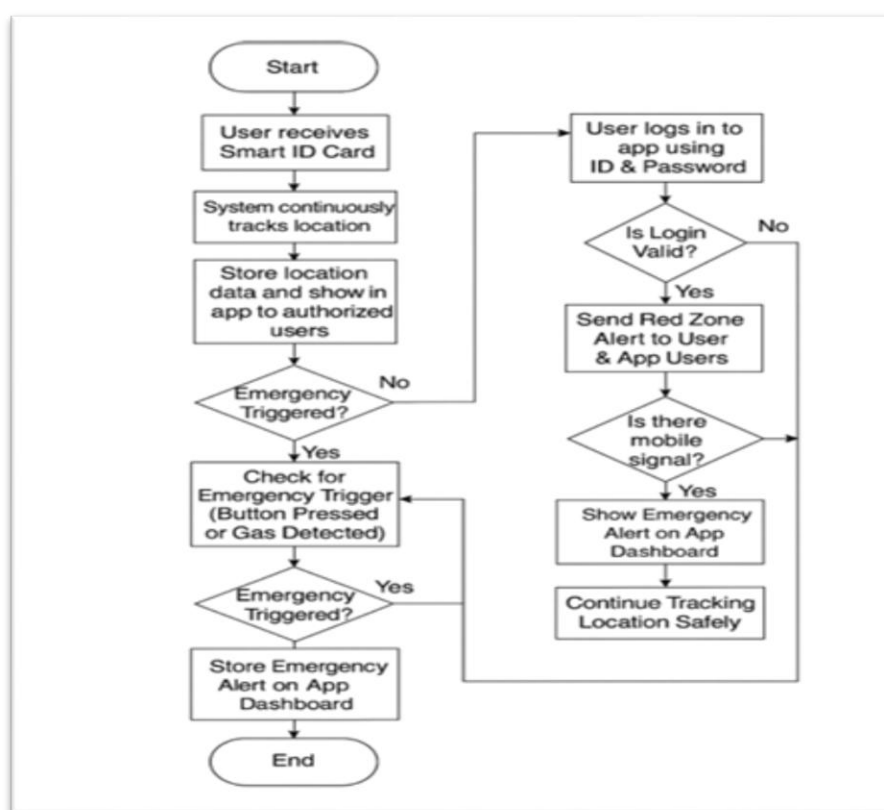 Start
User receives
Smart ID Card
System continuously
tracks location
Store location
data and show in
app to authorized
users
Emergency
Triggered?
No
Yes
Check for
Emergency Trigger
(Button Pressed
or Gas Detected)
Emergency
Triggered?
Yes
Store Emergency
Alert on App
Dashboard
End
User logs in to
app using
ID & Password
Is Login
Valid?
No
Yes
Send Red Zone
Alert to User
& App Users
Is there
mobile
signal?
Yes
Show Emergency
Alert on App
Dashboard
Continue Tracking
Location Safely